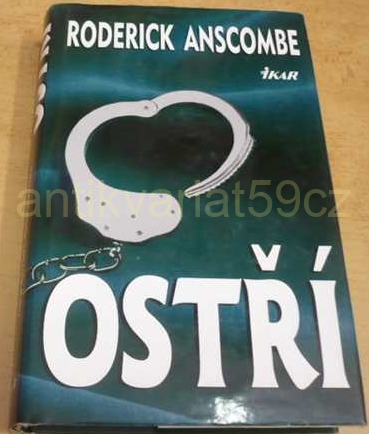 RODERICK ANSCOMBE
IKAR
antikvariat59cz
OSTŘÍ